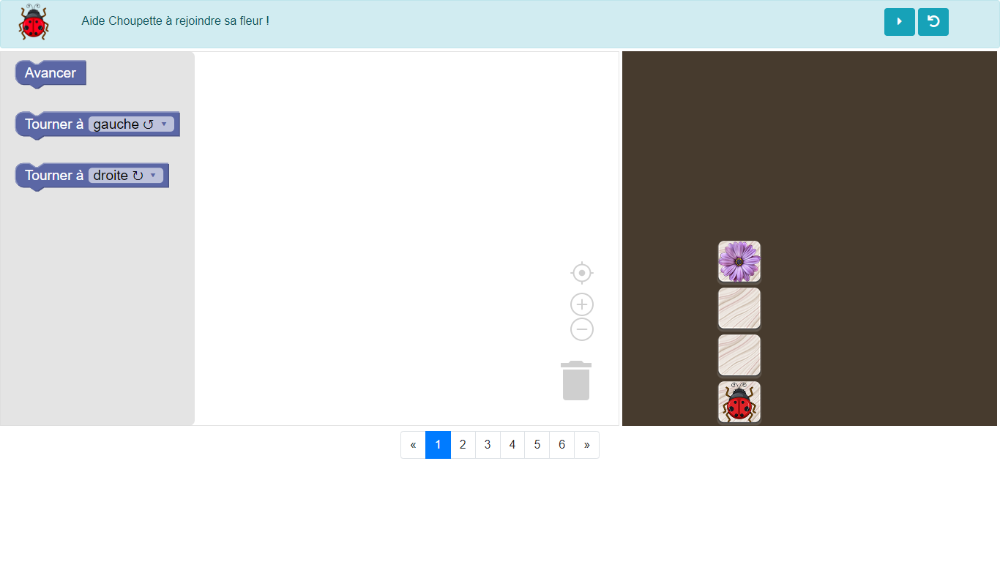 Aide Choupette à rejoindre sa fleur !
Avancer
Tourner à gauche ↺ ▾
Tourner à droite ↻ ▾
« 1 2 3 4 5 6 »